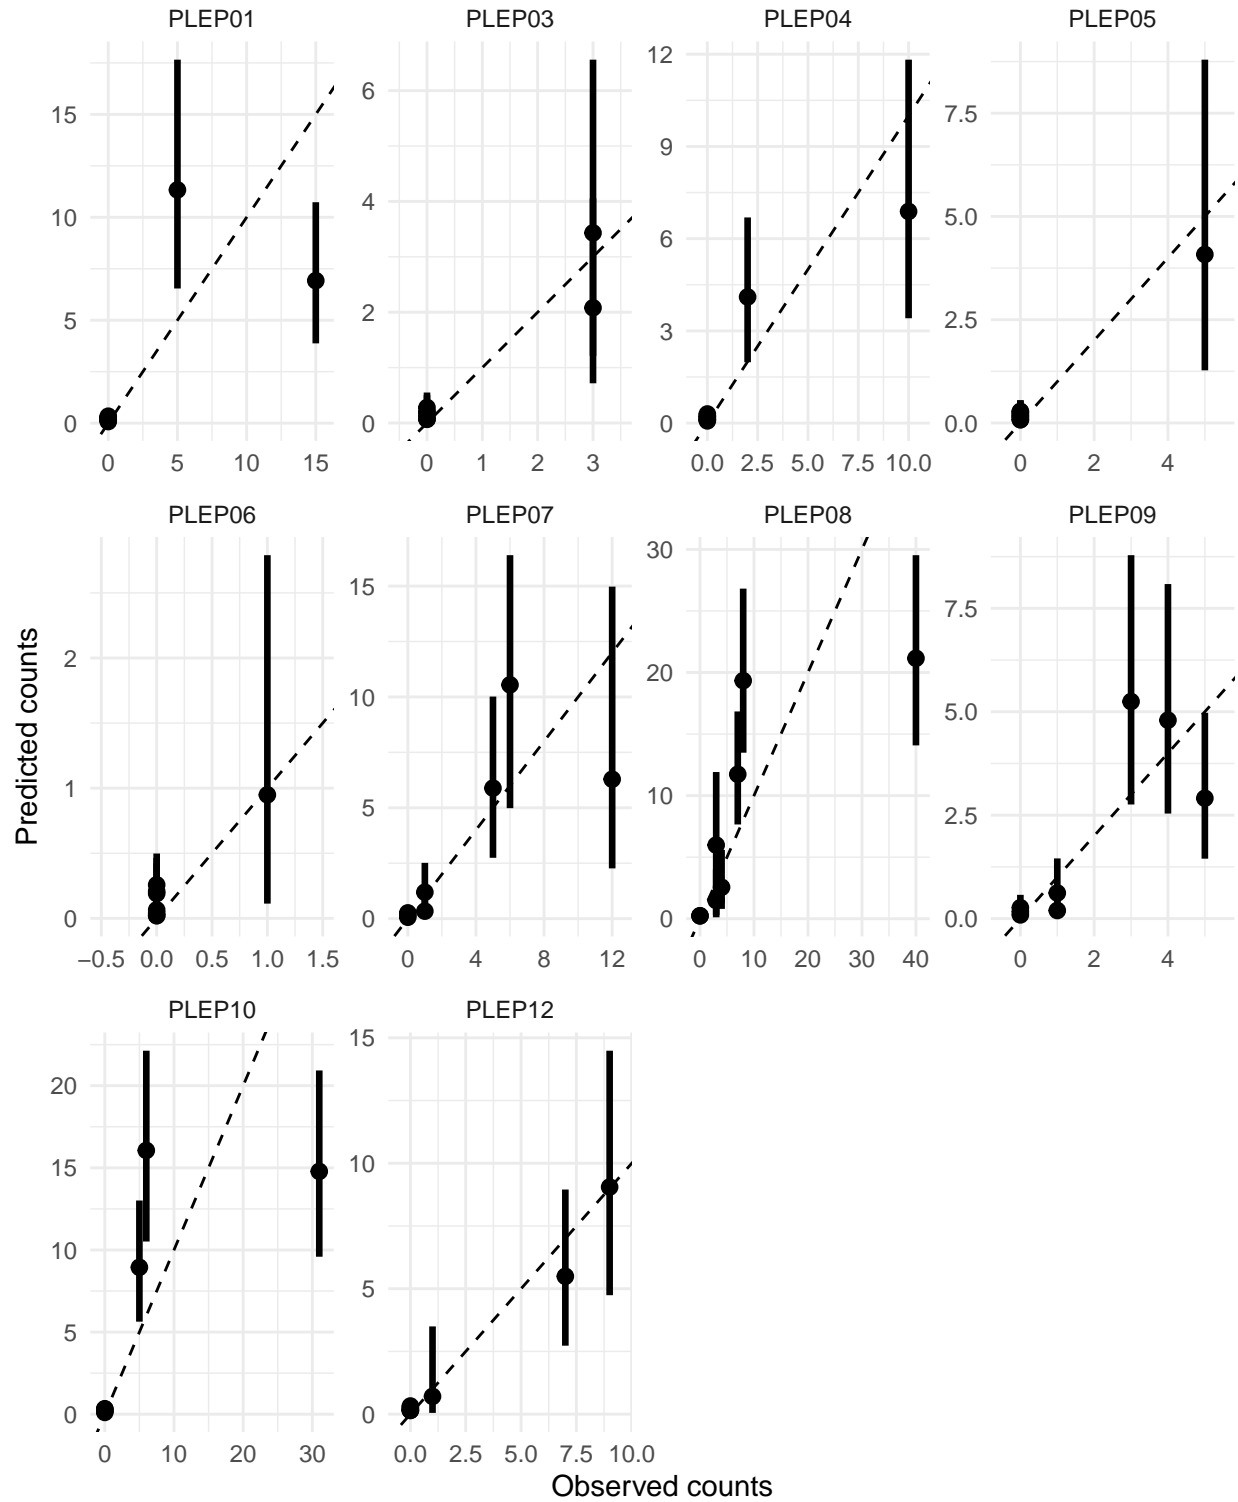 PLEP01 PLEP03 PLEP04 PLEP05
15
10
5
0
0 5 10 15
6
4
2
0
0 1 2 3
12
9
6
3
0
0.0 2.5 5.0 7.5 10.0
7.5
5.0
2.5
0.0
0 2 4
PLEP06 PLEP07 PLEP08 PLEP09
Predicted counts
2
1
0
−0.5 0.0 0.5 1.0 1.5
15
10
5
0
0 4 8 12
30
20
10
0
0 10 20 30 40
7.5
5.0
2.5
0.0
0 2 4
PLEP10 PLEP12
20
15
10
5
0
0 10 20 30
15
10
5
0
0.0 2.5 5.0 7.5 10.0
Observed counts